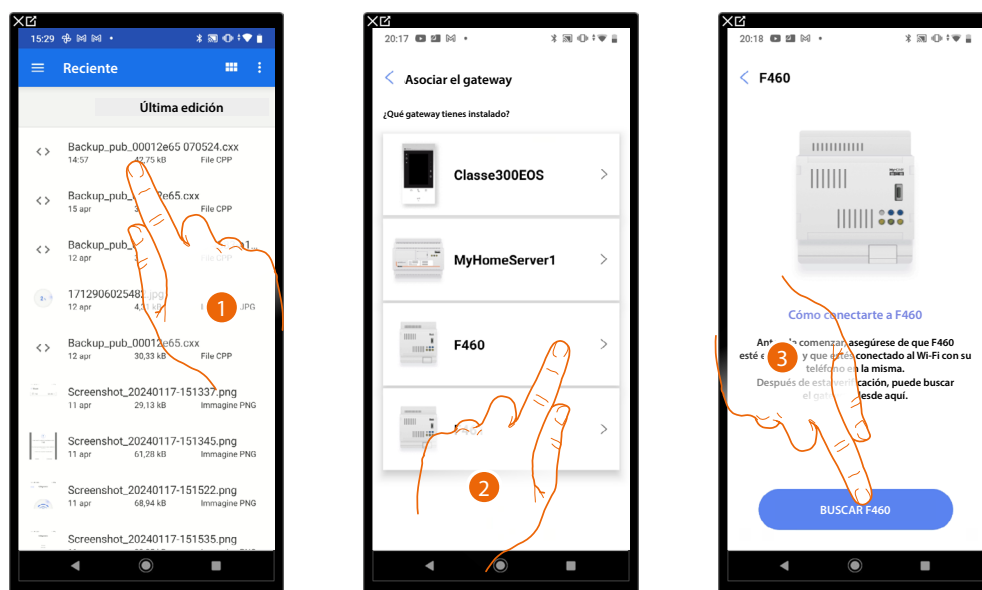 15:29
Reciente
Última edición
Backup_pub_00012e65 070524.cxx
14:57 42,75 kB File CPP
Backup_pub_ 2e65.cxx
15 apr File CPP
Backup_pub_
12 apr File CPP
1712906025482.jpg
12 apr JPG
Backup_pub_00012e65.cxx
12 apr 30,33 kB File CPP
Screenshot_20240117-151337.png
11 apr 29,13 kB Immagine PNG
Screenshot_20240117-151345.png
11 apr 61,28 kB Immagine PNG
Screenshot_20240117-151522.png
11 apr 68,94 kB Immagine PNG
Screenshot_20240117-151535.png
1
20:17
Asociar el gateway
¿Qué gateway tienes instalado?
Classe300EOS
MyHomeServer1
F460
2
20:18
F460
Cómo conectarte a F460
comenzar, asegúrese de que F460
y que estés conectado al Wi-Fi con su
teléfono en la misma.
Después de esta verificación, puede buscar
el desde aquí.
3
BUSCAR F460